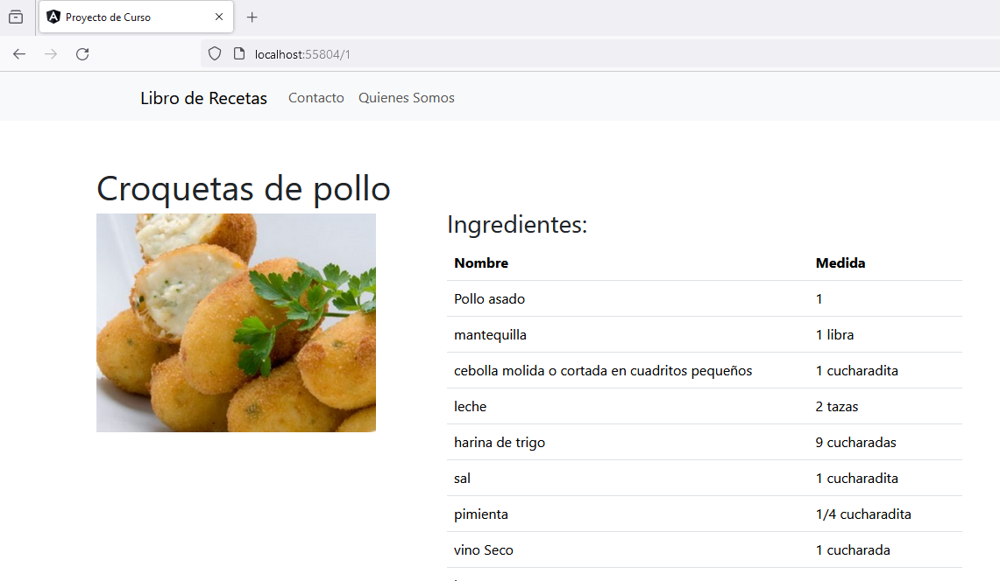 Proyecto de Curso
localhost:55804/1
Libro de Recetas Contacto Quienes Somos
Croquetas de pollo
Ingredientes:
Nombre Medida
Pollo asado 1
mantequilla 1 libra
cebolla molida o cortada en cuadritos pequeños 1 cucharadita
leche 2 tazas
harina de trigo 9 cucharadas
sal 1 cucharadita
pimienta 1/4 cucharadita
vino Seco 1 cucharada